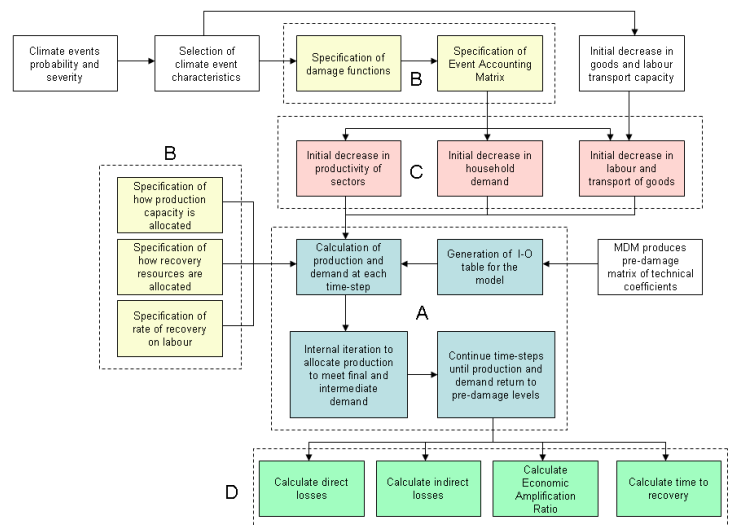 Climate events
probability and
severity
Selection of
climate event
characteristics
Specification of
damage functions
Specification of
Event Accounting
Matrix
Initial decrease in
goods and labour
transport capacity
B
Initial decrease in
productivity of
sectors
Initial decrease in
household
demand
Initial decrease in
labour and
transport of goods
C
B
Specification of
how production
capacity is
allocated
Specification of
how recovery
resources are
allocated
Specification of
rate of recovery
on labour
Calculation of
production and
demand at each
time-step
Generation of I-O
table for the
model
MDM produces
pre-damage
matrix of technical
coefficients
A
Internal iteration to
allocate production
to meet final and
intermediate
demand
Continue time-steps
until production and
demand return to
pre-damage levels
D
Calculate direct
losses
Calculate indirect
losses
Calculate
Economic
Amplification
Ratio
Calculate time to
recovery